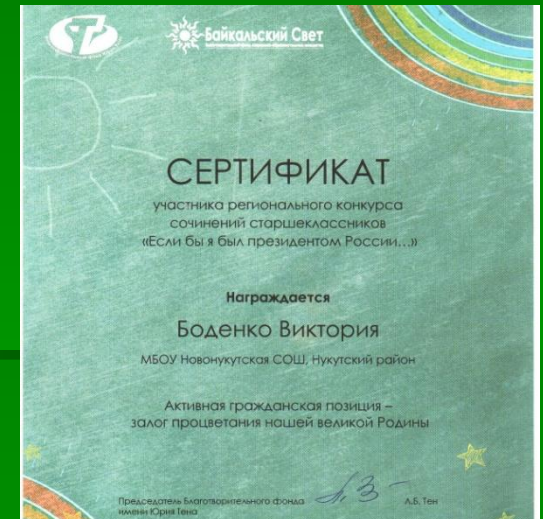 Байкальский Свет
СЕРТИФИКАТ
участника регионального конкурса
сочинений старшеклассников
«Если бы я был президентом России...»
Награждается
Боденко Виктория
МБОУ Новонукутская СОШ, Нукутский район
Активная гражданская позиция –
залог процветания нашей великой Родины
Председатель Благотворительного фонда
имени Юрия Тена
А.Б. Тен